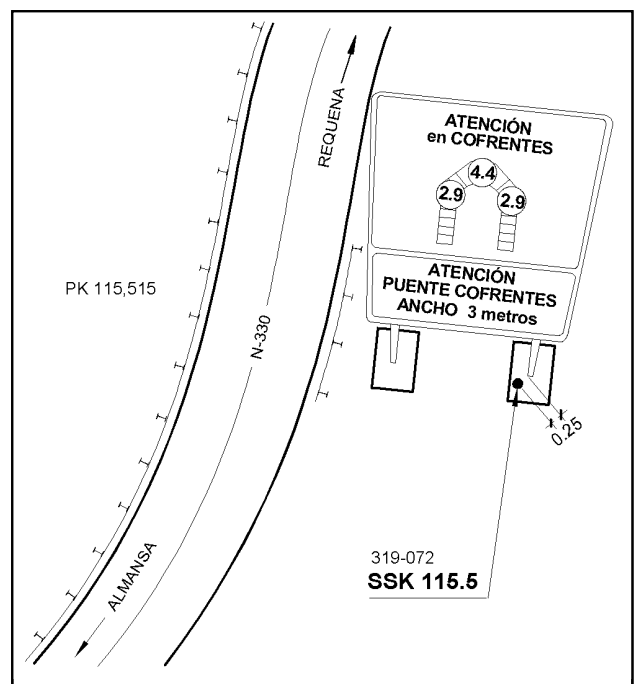 REQUENA
ATENCIÓN
en COFRENTES
4.4
2.9
2.9
ATENCIÓN
PUENTE COFRENTES
ANCHO 3 metros
PK 115,515
N-330
0.25
ALMANSA
319-072
SSK 115.5